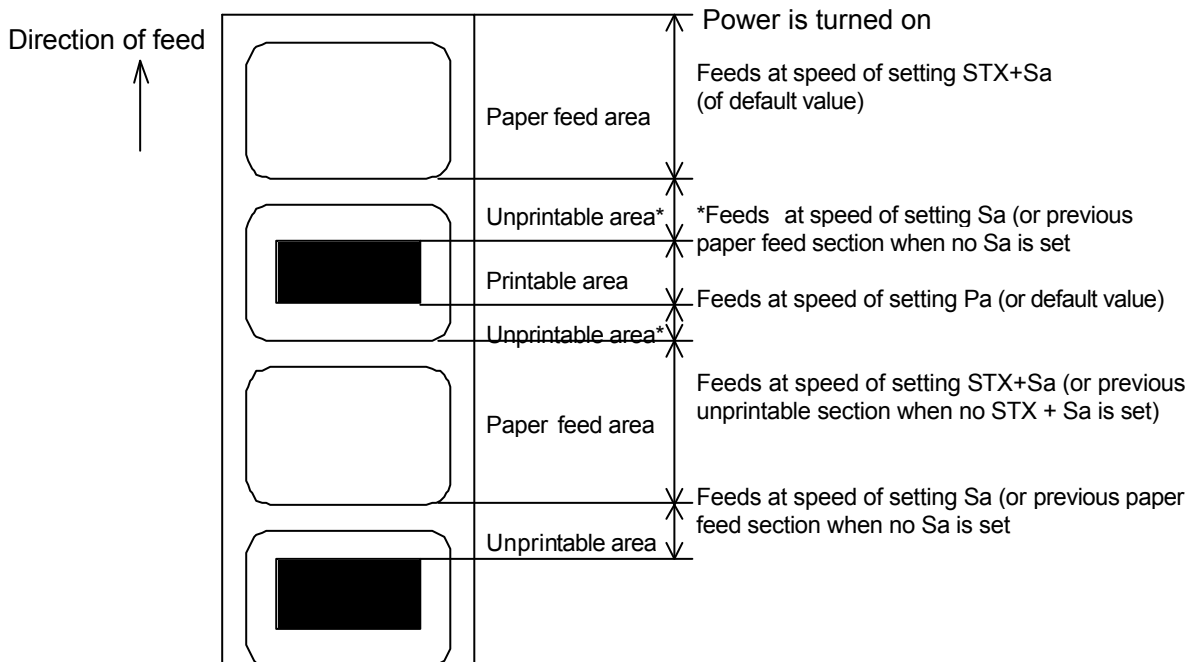 Power is turned on
Direction of feed
Feeds at speed of setting STX+Sa
(of default value)
Paper feed area
Unprintable area*
*Feeds at speed of setting Sa (or previous
paper feed section when no Sa is set
Printable area
Feeds at speed of setting Pa (or default value)
Unprintable area*
Feeds at speed of setting STX+Sa (or previous
unprintable section when no STX + Sa is set)
Paper feed area
Feeds at speed of setting Sa (or previous paper
feed section when no Sa is set
Unprintable area